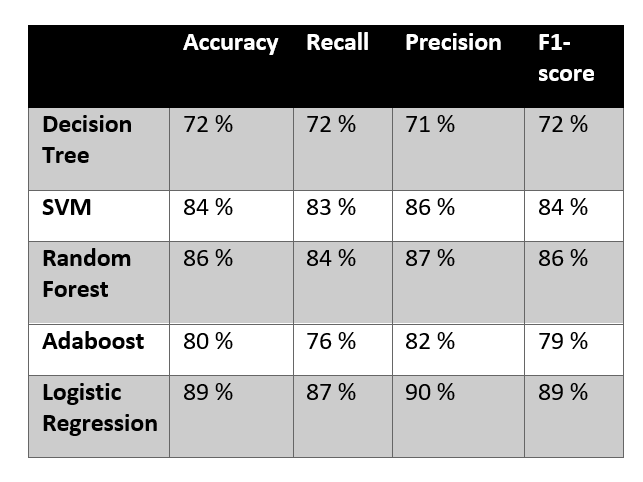 Accuracy Recall Precision F1-
score
Decision 72 % 72 % 71 % 72 %
Tree
SVM 84 % 83 % 86 % 84 %
Random 86 % 84 % 87 % 86 %
Forest
Adaboost 80 % 76 % 82 % 79 %
Logistic 89 % 87 % 90 % 89 %
Regression